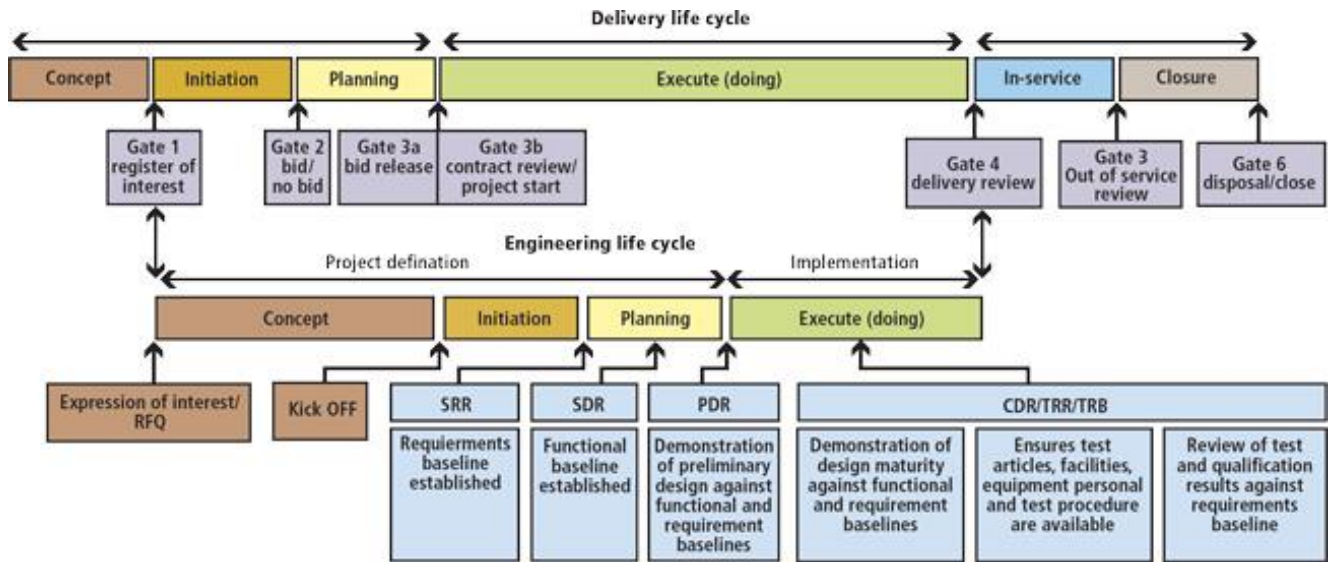 Delivery life cycle
Concept
Initiation
Planning
Execute (doing)
In-service
Closure
Gate 1
register of
interest
Gate 2
bid/
no bid
Gate 3a
bid release
Gate 3b
contract review/
project start
Gate 4
delivery review
Gate 3
Out of service
review
Gate 6
disposal/close
Engineering life cycle
Project defination
Implementation
Concept
Initiation
Planning
Execute (doing)
Expression of interest/
RFQ
Kick OFF
SRR
SDR
PDR
CDR/TRR/TRB
Requierments
baseline
established
Functional
baseline
established
Demonstration
of preliminary
design against
functional and
requirement
baselines
Demonstration of
design maturity
against functional
and requirement
baselines
Ensures test
articles, facilities,
equipment personal
and test procedure
are available
Review of test
and qualification
results against
requirements
baseline